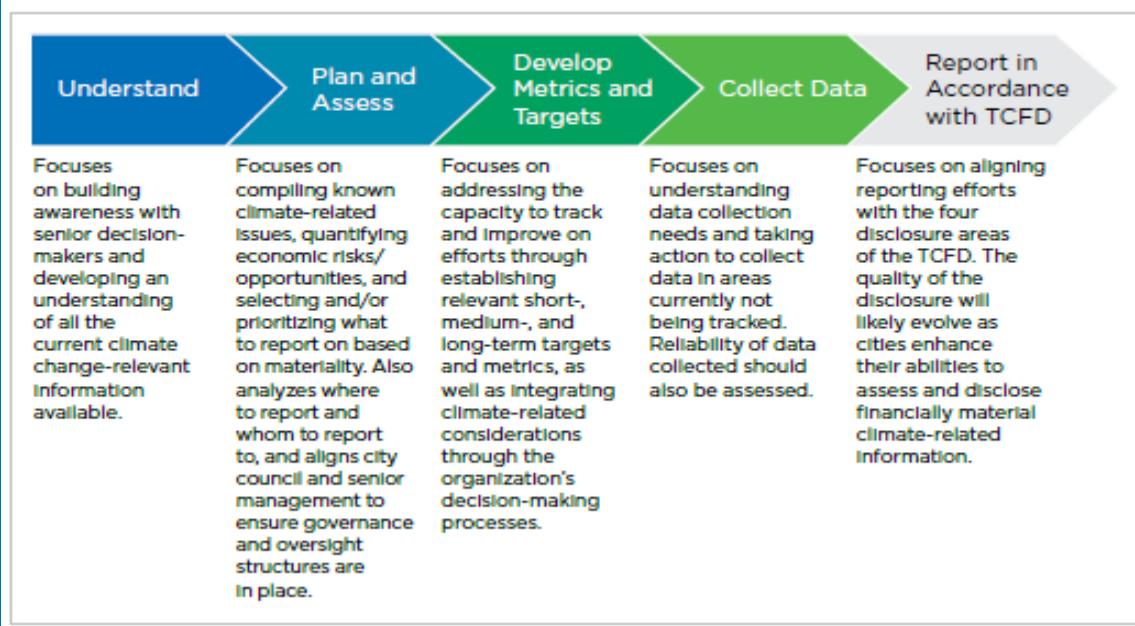 Understand
Plan and
Assess
Develop
Metrics and
Targets
Collect Data
Report in
Accordance
with TCFD
Focuses
on building
awareness with
senior decision-
makers and
developing an
understanding
of all the
current climate
change-relevant
information
available.
Focuses on
compiling known
climate-related
issues, quantifying
economic risks/
opportunities, and
selecting and/or
prioritizing what
to report on based
on materiality. Also
analyzes where
to report and
whom to report
to, and aligns city
council and senior
management to
ensure governance
and oversight
structures are
in place.
Focuses on
addressing the
capacity to track
and improve on
efforts through
establishing
relevant short-,
medium-, and
long-term targets
and metrics, as
well as integrating
climate-related
considerations
through the
organization's
decision-making
processes.
Focuses on
understanding
data collection
needs and taking
action to collect
data in areas
currently not
being tracked.
Reliability of data
collected should
also be assessed.
Focuses on aligning
reporting efforts
with the four
disclosure areas
of the TCFD. The
quality of the
disclosure will
likely evolve as
cities enhance
their abilities to
assess and disclose
financially material
climate-related
information.